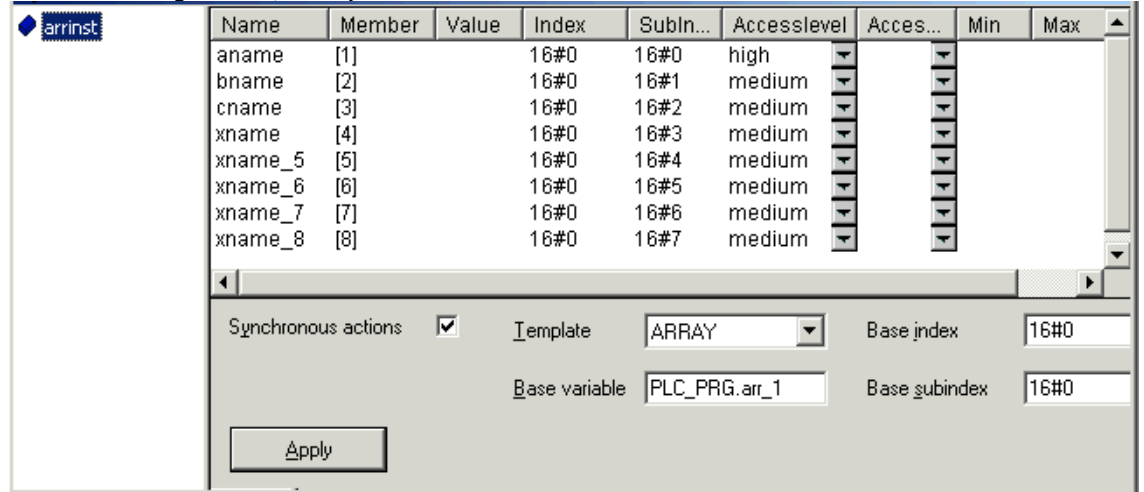 arrinst
Name Member Value Index SubIn... Accesslevel Acces... Min Max
aname [1] 16#0 16#0 high
bname [2] 16#0 16#1 medium
cname [3] 16#0 16#2 medium
xname [4] 16#0 16#3 medium
xname_5 [5] 16#0 16#4 medium
xname_6 [6] 16#0 16#5 medium
xname_7 [7] 16#0 16#6 medium
xname_8 [8] 16#0 16#7 medium
Synchronous actions Template ARRAY Base index 16#0
Base variable PLC_PRG.arr_1 Base subindex 16#0
Apply